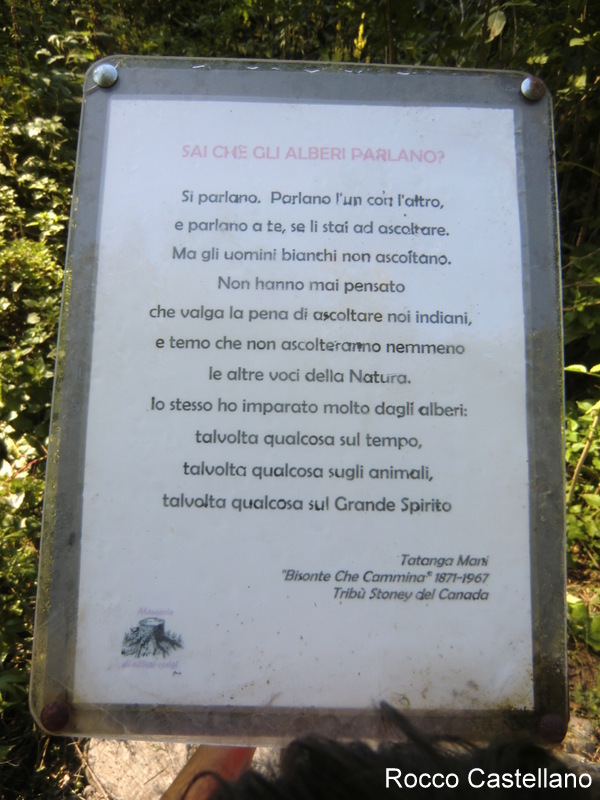 SAI CHE GLI ALBERI PARLANO?
Si parlano. Parlano l'un con l'altro,
e parlano a te, se li stai ad ascoltare.
Ma gli uomini bianchi non ascoltano.
Non hanno mai pensato
che valga la pena di ascoltare noi indiani,
e temo che non ascolteranno nemmeno
le altre voci della Natura.
Io stesso ho imparato molto dagli alberi:
talvolta qualcosa sul tempo,
talvolta qualcosa sugli animali,
talvolta qualcosa sul Grande Spirito
Tatanga Mani
"Bisonte Che Cammina" 1871-1967
Tribù Stoney del Canada
Rocco Castellano